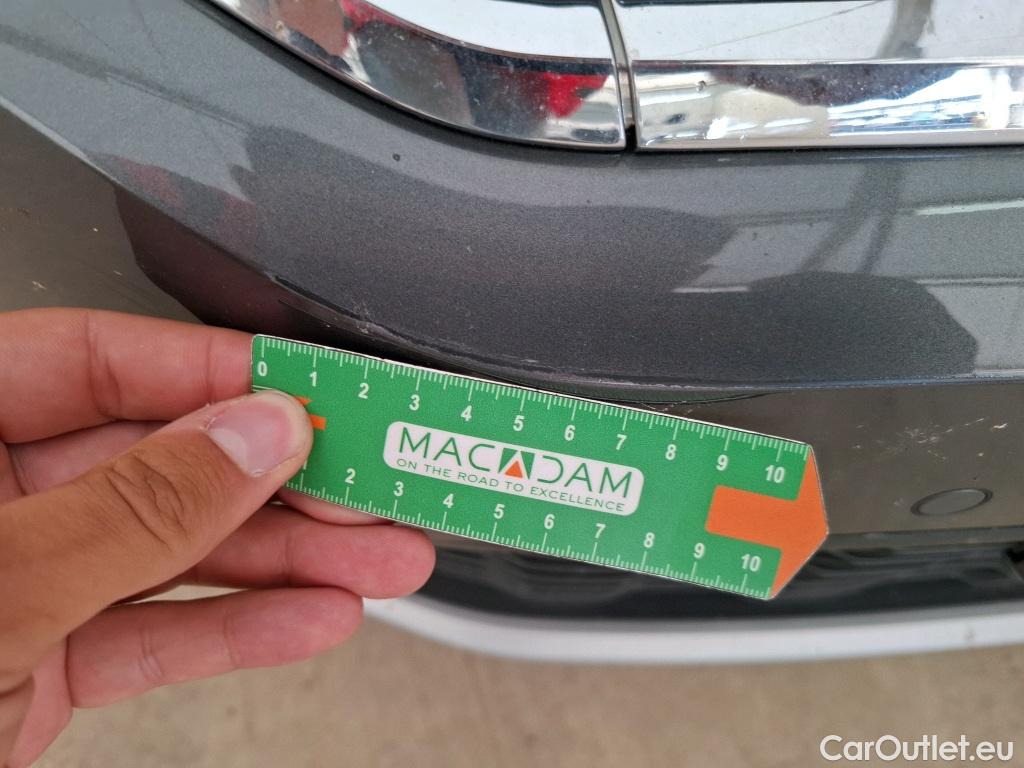 0 1 2 3 4 5 6 7 8 9 10
MACADAM
ON THE ROAD TO EXCELLENCE
2 3 4 5 6 7 8 9 10
CarOutlet.eu